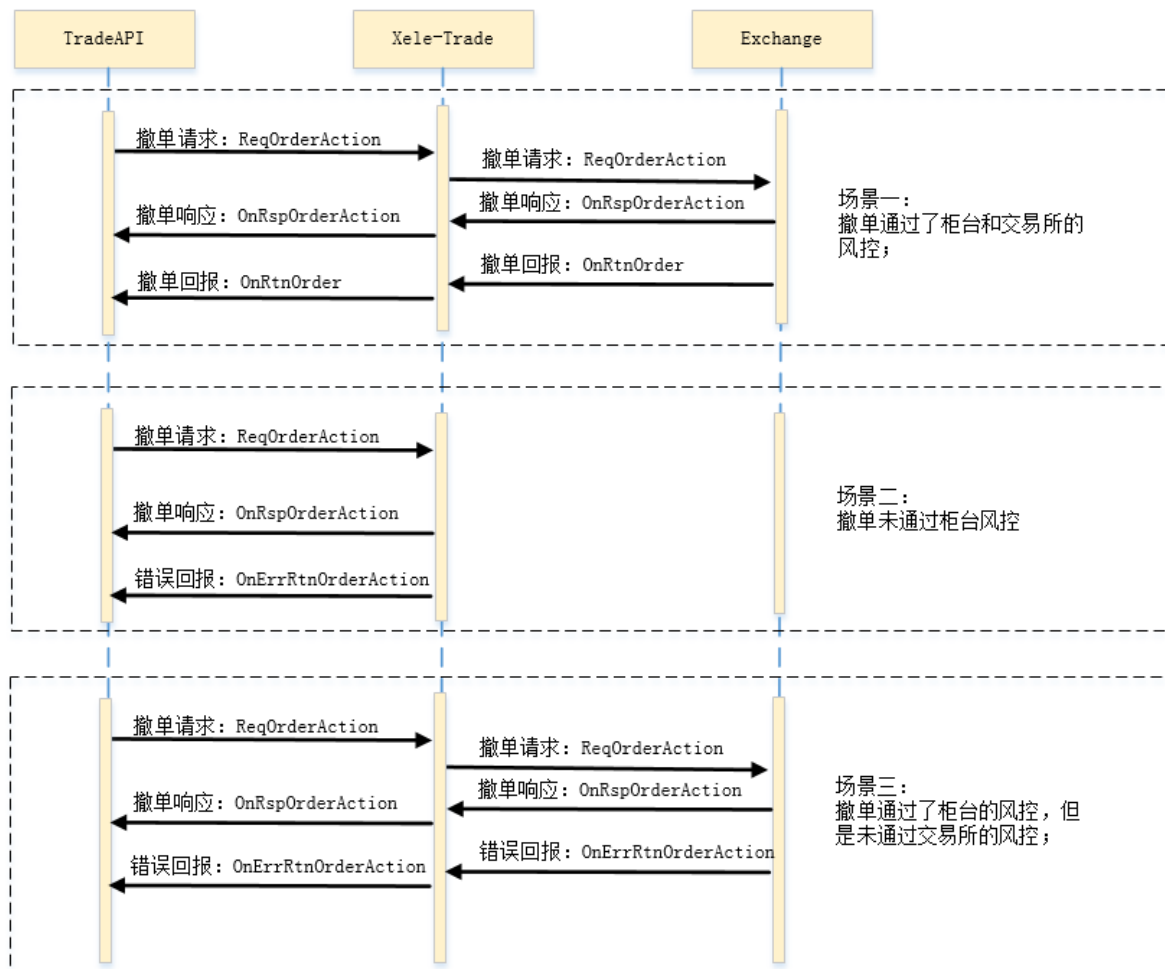 TradeAPI
Xele-Trade
Exchange
撤单请求：ReqOrderAction
撤单请求：ReqOrderAction
撤单响应：OnRspOrderAction
撤单响应：OnRspOrderAction
撤单回报：OnRtnOrder
撤单回报：OnRtnOrder
场景一：
撤单通过了柜台和交易所的
风控；
撤单请求：ReqOrderAction
撤单响应：OnRspOrderAction
错误回报：OnErrRtnOrderAction
场景二：
撤单未通过柜台风控
撤单请求：ReqOrderAction
撤单请求：ReqOrderAction
撤单响应：OnRspOrderAction
撤单响应：OnRspOrderAction
错误回报：OnErrRtnOrderAction
错误回报：OnErrRtnOrderAction
场景三：
撤单通过了柜台的风控，但
是未通过交易所的风控；